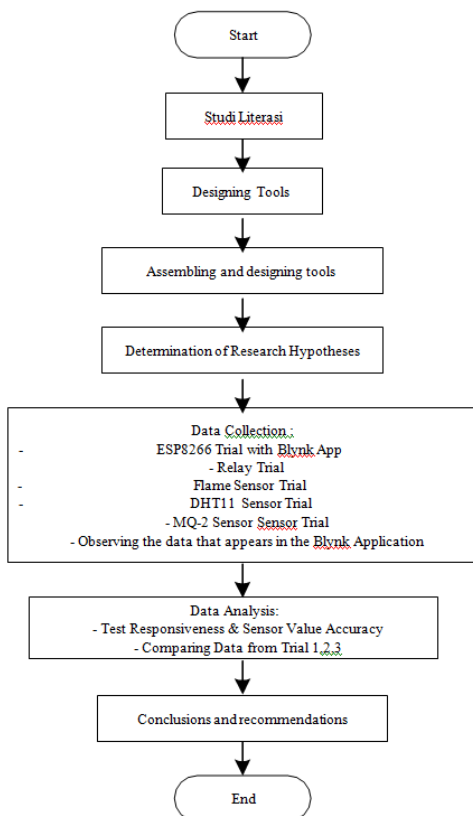 Start
Studi Literasi
Designing Tools
Assembling and designing tools
Determination of Research Hypotheses
Data Collection :
- ESP8266 Trial with Blynk App
- Relay Trial
- Flame Sensor Trial
- DHT11 Sensor Trial
- MQ-2 Sensor Sensor Trial
- Observing the data that appears in the Blynk Application
Data Analysis:
- Test Responsiveness & Sensor Value Accuracy
- Comparing Data from Trial 1,2,3
Conclusions and recommendations
End